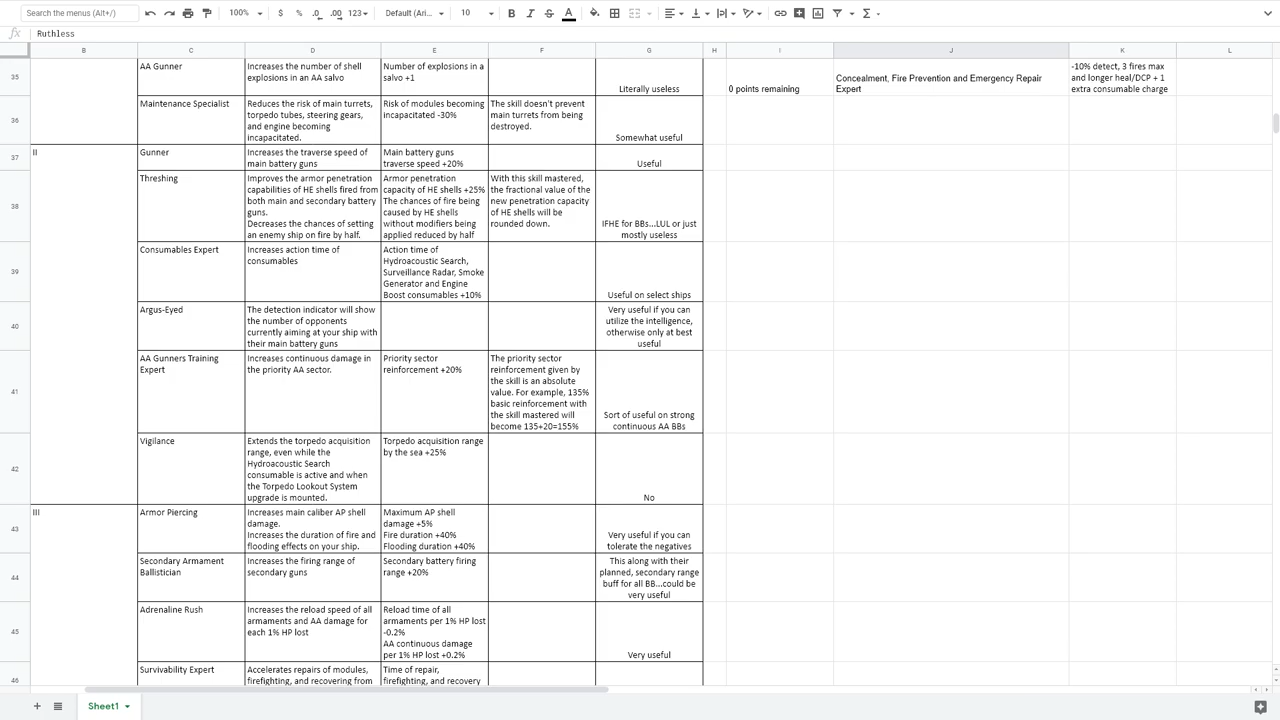 Search the menus (Alt+/)
100%
$
%
.0
.00
123
Default (Ari...
10
B
I
S
A
Σ
fx
Ruthless
B
C
D
E
F
G
H
I
J
K
L
35
AA Gunner
Increases the number of shell
explosions in an AA salvo
Number of explosions in a
salvo +1
Literally useless
0 points remaining
Concealment, Fire Prevention and Emergency Repair
Expert
-10% detect, 3 fires max
and longer heal/DCP + 1
extra consumable charge
36
Maintenance Specialist
Reduces the risk of main turrets,
torpedo tubes, steering gears,
and engine becoming
incapacitated.
Risk of modules becoming
incapacitated -30%
The skill doesn't prevent
main turrets from being
destroyed.
Somewhat useful
37
II
Gunner
Increases the traverse speed of
main battery guns
Main battery guns
traverse speed +20%
Useful
38
Threshing
Improves the armor penetration
capabilities of HE shells fired from
both main and secondary battery
guns.
Decreases the chances of setting
an enemy ship on fire by half.
Armor penetration
capacity of HE shells +25%
The chances of fire being
caused by HE shells
without modifiers being
applied reduced by half
With this skill mastered,
the fractional value of the
new penetration capacity
of HE shells will be
rounded down.
IFHE for BBs...LUL or just
mostly useless
39
Consumables Expert
Increases action time of
consumables
Action time of
Hydroacoustic Search,
Surveillance Radar, Smoke
Generator and Engine
Boost consumables +10%
Useful on select ships
40
Argus-Eyed
The detection indicator will show
the number of opponents
currently aiming at your ship with
their main battery guns
Very useful if you can
utilize the intelligence,
otherwise only at best
useful
41
AA Gunners Training
Expert
Increases continuous damage in
the priority AA sector.
Priority sector
reinforcement +20%
The priority sector
reinforcement given by
the skill is an absolute
value. For example, 135%
basic reinforcement with
the skill mastered will
become 135+20=155%
Sort of useful on strong
continuous AA BBs
42
Vigilance
Extends the torpedo acquisition
range, even while the
Hydroacoustic Search
consumable is active and when
the Torpedo Lookout System
upgrade is mounted.
Torpedo acquisition range
by the sea +25%
No
43
III
Armor Piercing
Increases main caliber AP shell
damage.
Increases the duration of fire and
flooding effects on your ship.
Maximum AP shell
damage +5%
Fire duration +40%
Flooding duration +40%
Very useful if you can
tolerate the negatives
44
Secondary Armament
Ballistician
Increases the firing range of
secondary guns
Secondary battery firing
range +20%
This along with their
planned, secondary range
buff for all BB...could be
very useful
45
Adrenaline Rush
Increases the reload speed of all
armaments and AA damage for
each 1% HP lost
Reload time of all
armaments per 1% HP lost
-0.2%
AA continuous damage
per 1% HP lost +0.2%
Very useful
46
Survivability Expert
Accelerates repairs of modules,
firefighting, and recovering from
Time of repair,
firefighting, and recovery
Sheet1